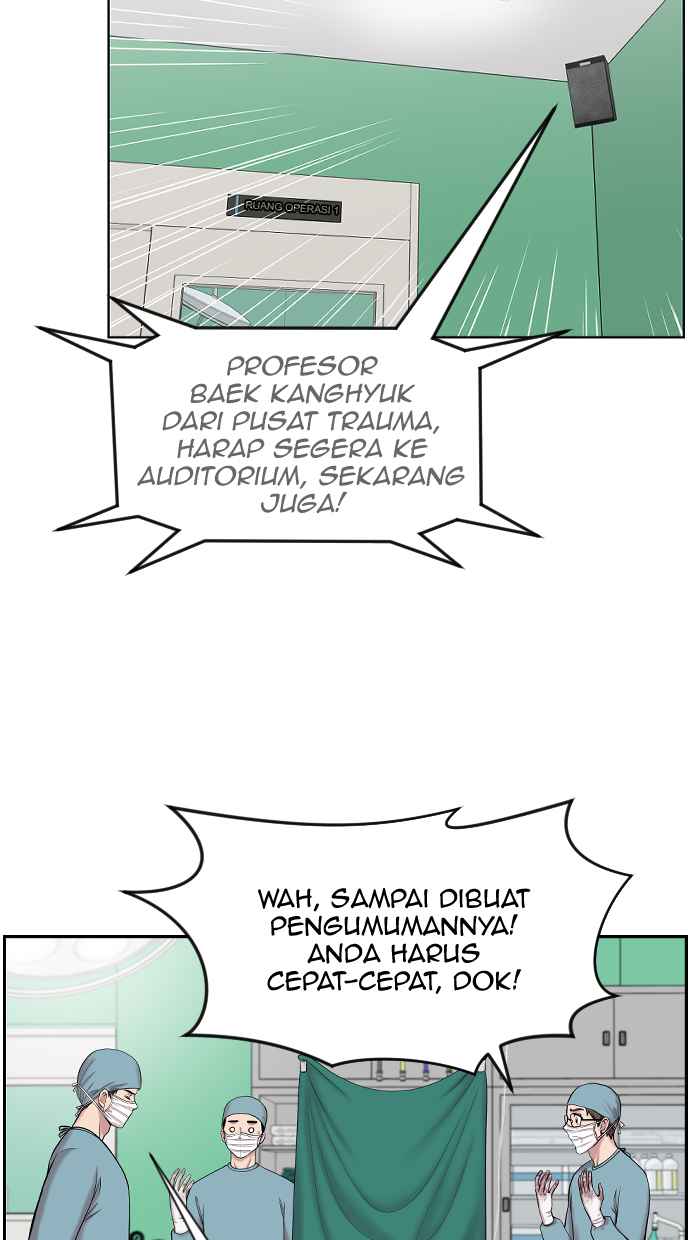 RUANG OPERASI 1
PROFESOR
BAEK KANGHYUK
DARI PUSAT TRAUMA,
HARAP SEGERA KE
AUDITORIUM, SEKARANG
JUGA!
WAH, SAMPAI DIBUAT
PENGUMUMANNYA!
ANDA HARUS
CEPAT-CEPAT, DOK!